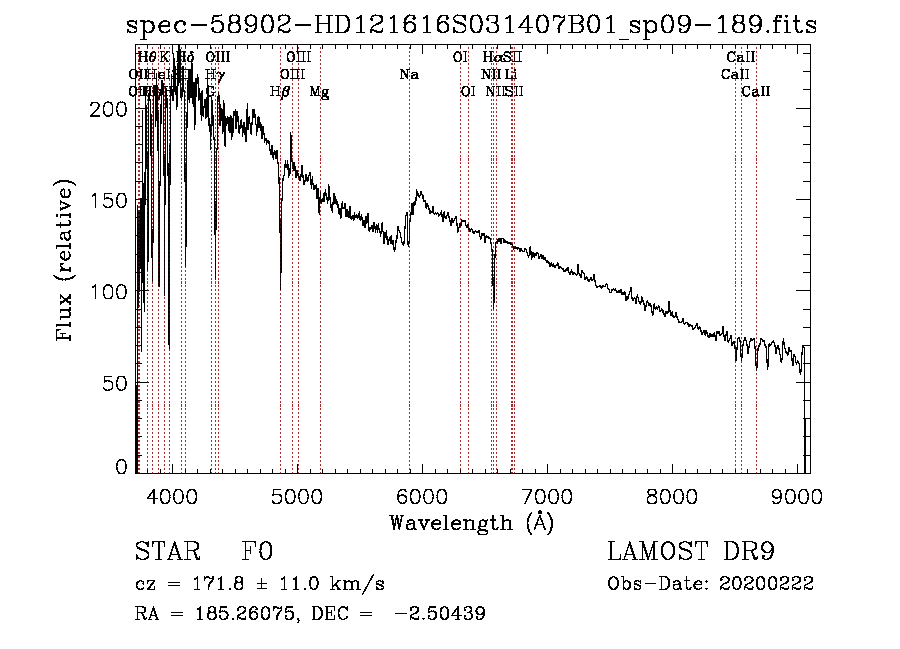 spec-58902-HD121616S031407B01_sp09-189.fits
Hθ K Hδ OIII OIII OI Hα SII CaII
Hγ OIII Na NII Li CaII
G Hβ Mg OI NII SII CaII
200
150
100
50
0
Flux (relative)
4000 5000 6000 7000 8000 9000
Wavelength (Å)
STAR F0 LAMOST DR9
cz = 171.8 ± 11.0 km/s Obs-Date: 20200222
RA = 185.26075, DEC = -2.50439